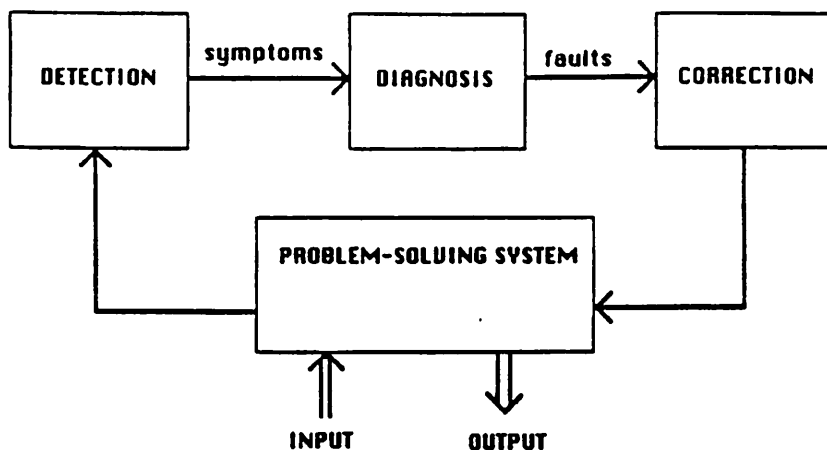 symptoms
faults
DETECTION
DIAGNOSIS
CORRECTION
PROBLEM-SOLVING SYSTEM
INPUT
OUTPUT